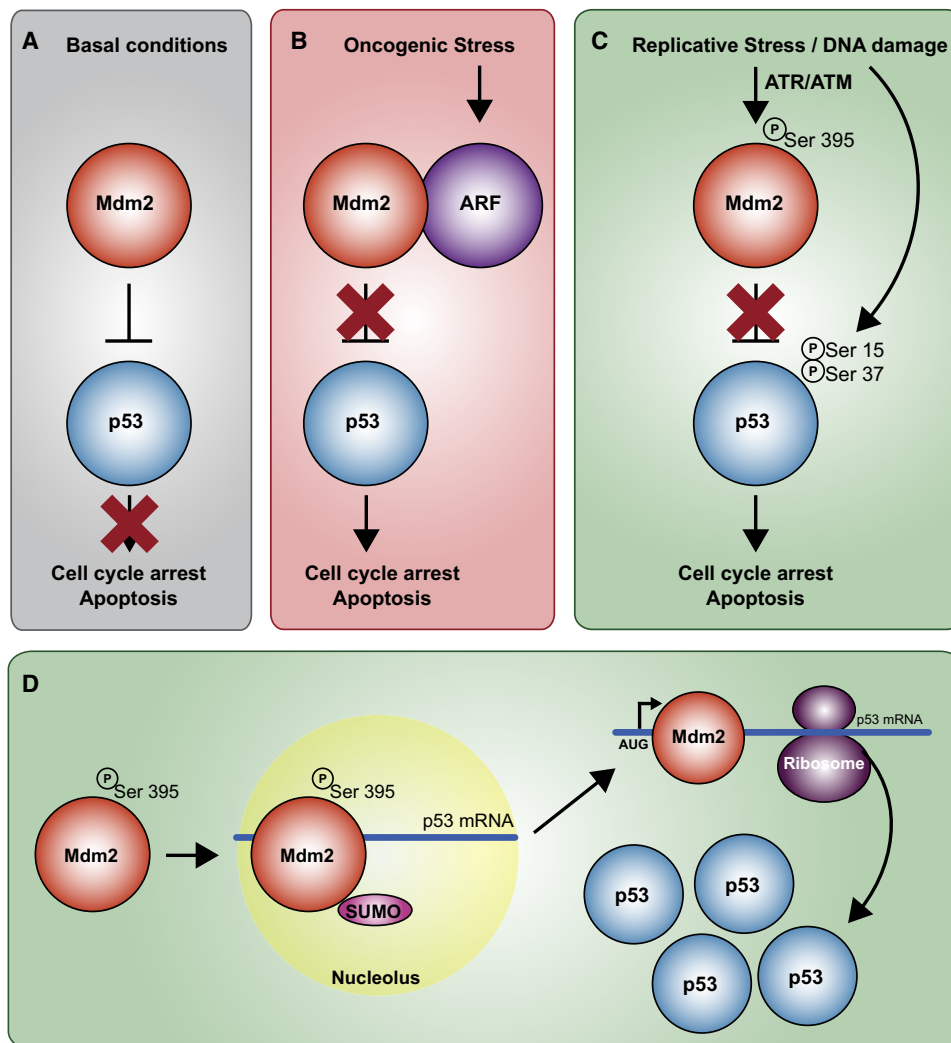 A
Basal conditions
Mdm2
p53
Cell cycle arrest
Apoptosis
B
Oncogenic Stress
Mdm2
ARF
p53
Cell cycle arrest
Apoptosis
C
Replicative Stress / DNA damage
ATR/ATM
P
Ser 395
Mdm2
P Ser 15
P Ser 37
p53
Cell cycle arrest
Apoptosis
D
P
Ser 395
Mdm2
P
Ser 395
p53 mRNA
Mdm2
SUMO
Nucleolus
AUG
Mdm2
p53 mRNA
Ribosome
p53
p53
p53
p53